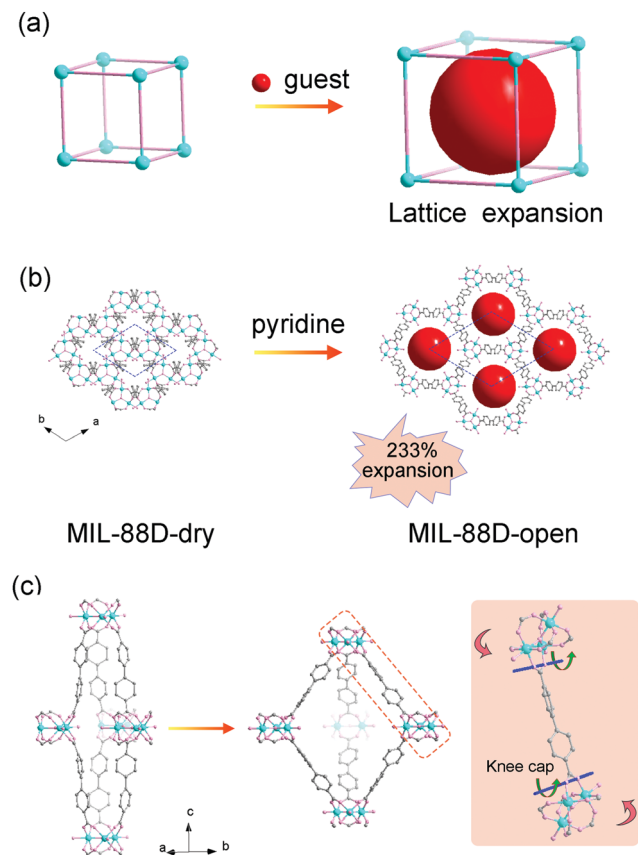 (a)
guest
Lattice expansion
(b)
pyridine
b
a
233%
expansion
MIL-88D-dry
MIL-88D-open
(c)
Knee cap
c
a
b